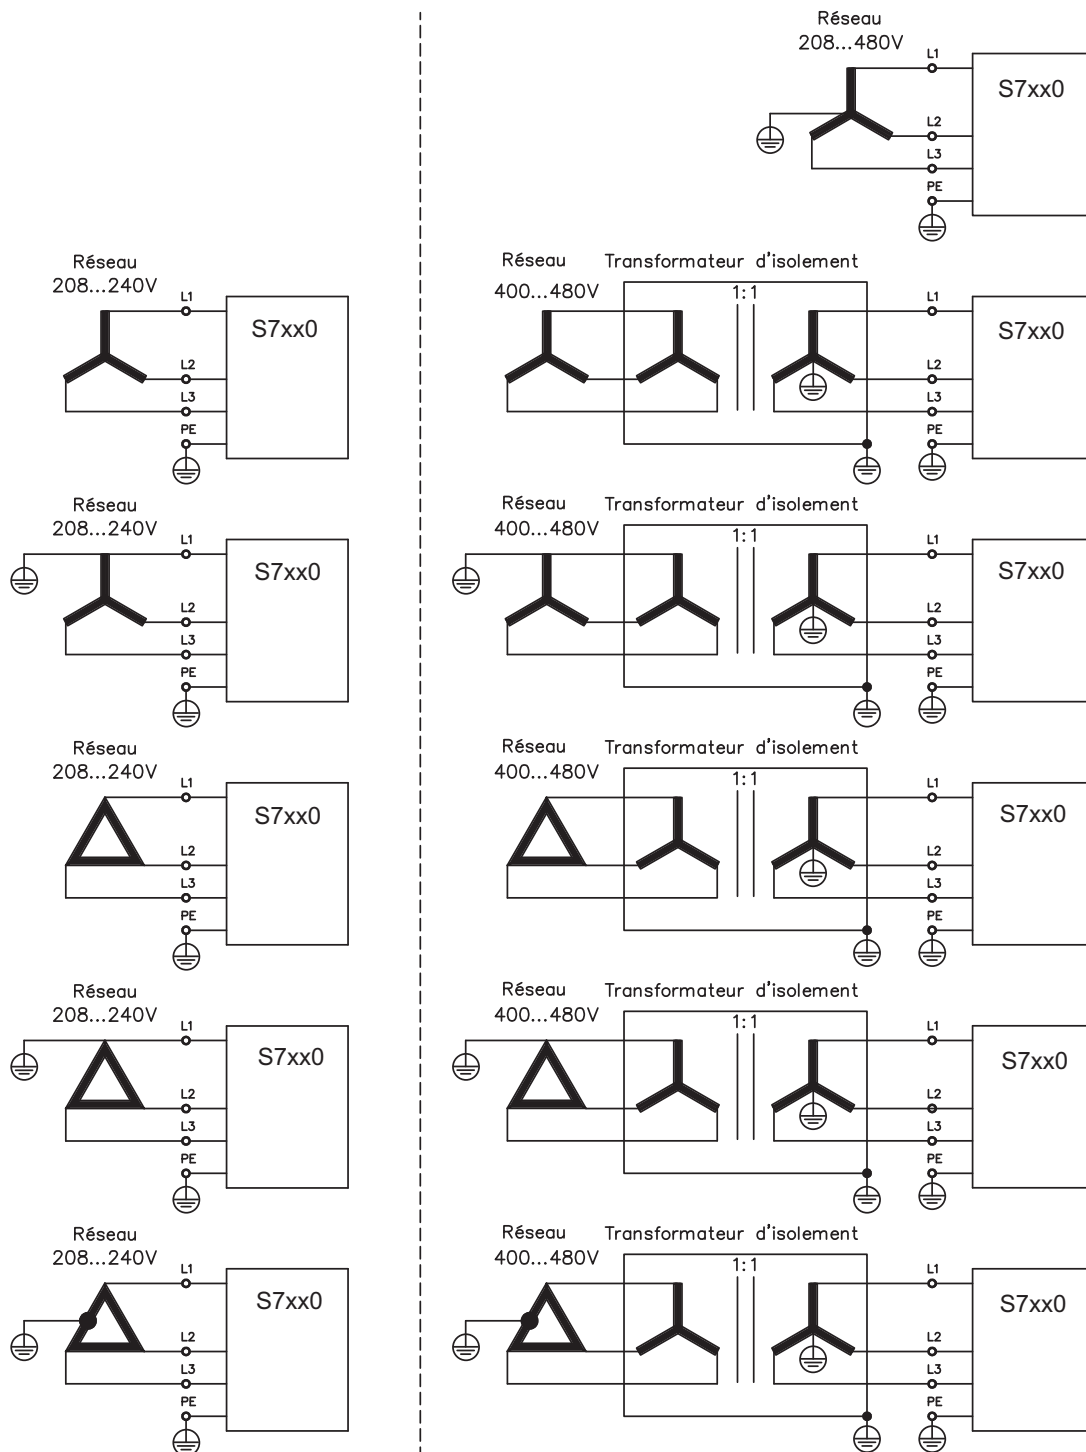 Réseau
208...480V
L1
S7xx0
L2
L3
PE
Réseau
208...240V
L1
S7xx0
L2
L3
PE
Réseau
400...480V
Transformateur d'isolement
1:1
L1
S7xx0
L2
L3
PE
Réseau
208...240V
L1
S7xx0
L2
L3
PE
Réseau
400...480V
Transformateur d'isolement
1:1
L1
S7xx0
L2
L3
PE
Réseau
208...240V
L1
S7xx0
L2
L3
PE
Réseau
400...480V
Transformateur d'isolement
1:1
L1
S7xx0
L2
L3
PE
Réseau
208...240V
L1
S7xx0
L2
L3
PE
Réseau
400...480V
Transformateur d'isolement
1:1
L1
S7xx0
L2
L3
PE
Réseau
208...240V
L1
S7xx0
L2
L3
PE
Réseau
400...480V
Transformateur d'isolement
1:1
L1
S7xx0
L2
L3
PE